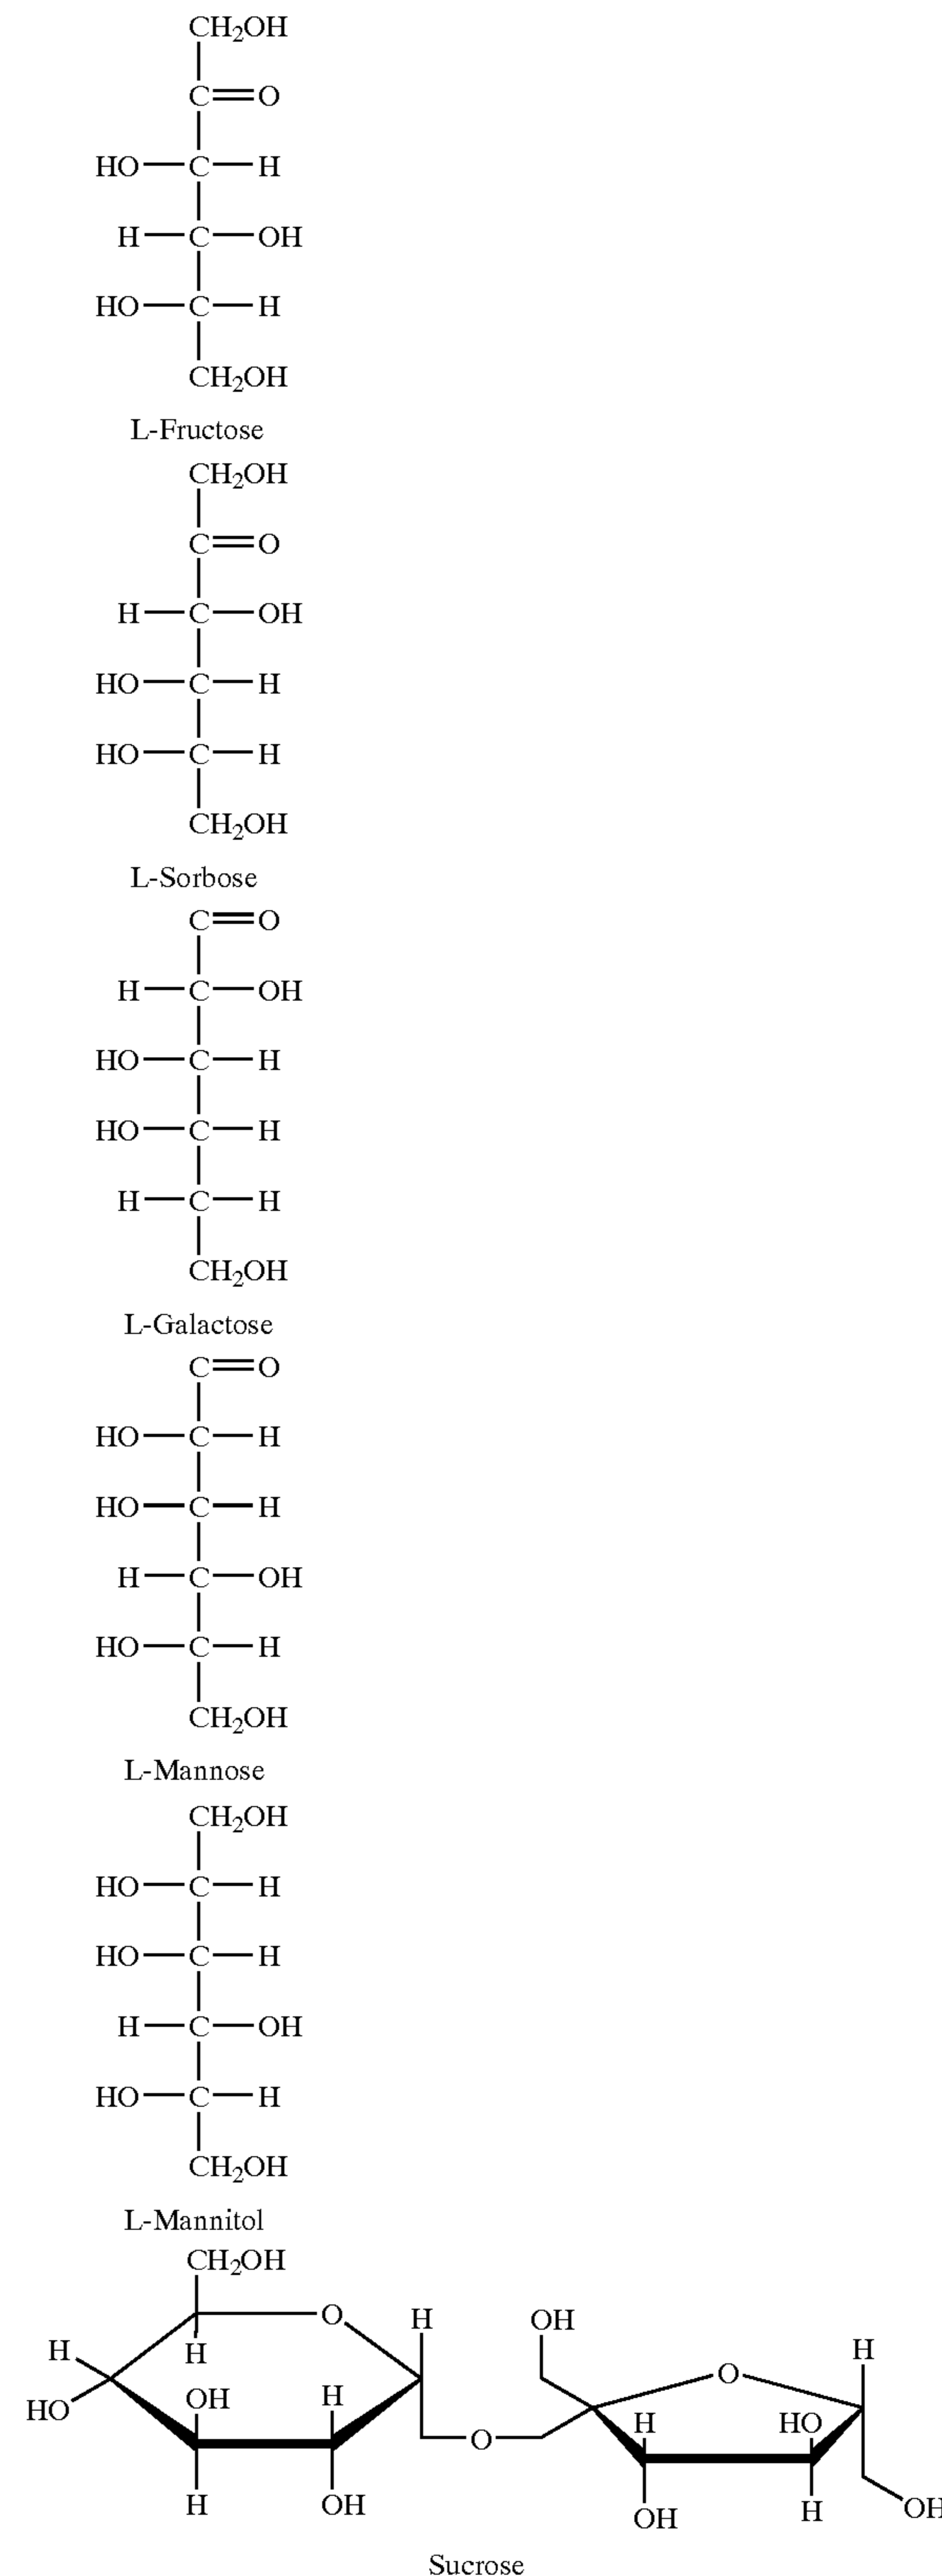 CH₂OH
C=O
HO—C—H
H—C—OH
HO—C—H
CH₂OH
L-Fructose
CH₂OH
C=O
H—C—OH
HO—C—H
HO—C—H
CH₂OH
L-Sorbose
C=O
H—C—OH
HO—C—H
HO—C—H
H—C—H
CH₂OH
L-Galactose
C=O
HO—C—H
HO—C—H
H—C—OH
HO—C—H
CH₂OH
L-Mannose
CH₂OH
HO—C—H
HO—C—H
H—C—OH
HO—C—H
CH₂OH
L-Mannitol
CH₂OH
O H OH
H H O H
HO OH H H HO
O
H OH OH H OH
Sucrose